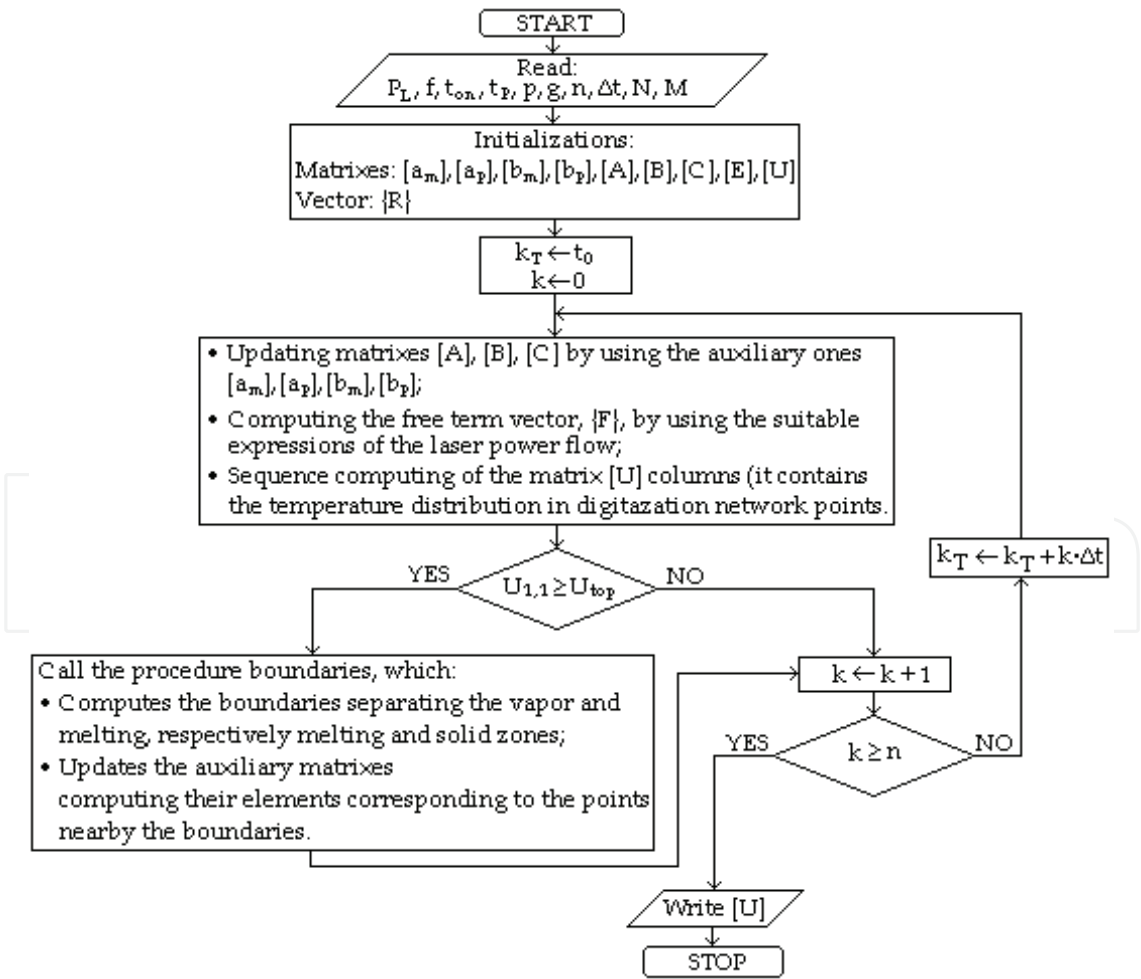 START
Read:
P_L, f, t_on, t_P, p, g, n, Δt, N, M
Initializations:
Matrixes: [a_m],[a_p],[b_m],[b_p],[A],[B],[C],[E],[U]
Vector: {R}
k_T ← t_0
k ← 0
• Updating matrixes [A], [B], [C] by using the auxiliary ones
[a_m],[a_p],[b_m],[b_p];
• Computing the free term vector, {F}, by using the suitable
expressions of the laser power flow;
• Sequence computing of the matrix [U] columns (it contains
the temperature distribution in digitazation network points.
k_T ← k_T + k·Δt
YES
U_1,1 ≥ U_top
NO
Call the procedure boundaries, which:
• Computes the boundaries separating the vapor and
melting, respectively melting and solid zones;
• Updates the auxiliary matrixes
computing their elements corresponding to the points
nearby the boundaries.
k ← k + 1
YES
k ≥ n
NO
Write [U]
STOP